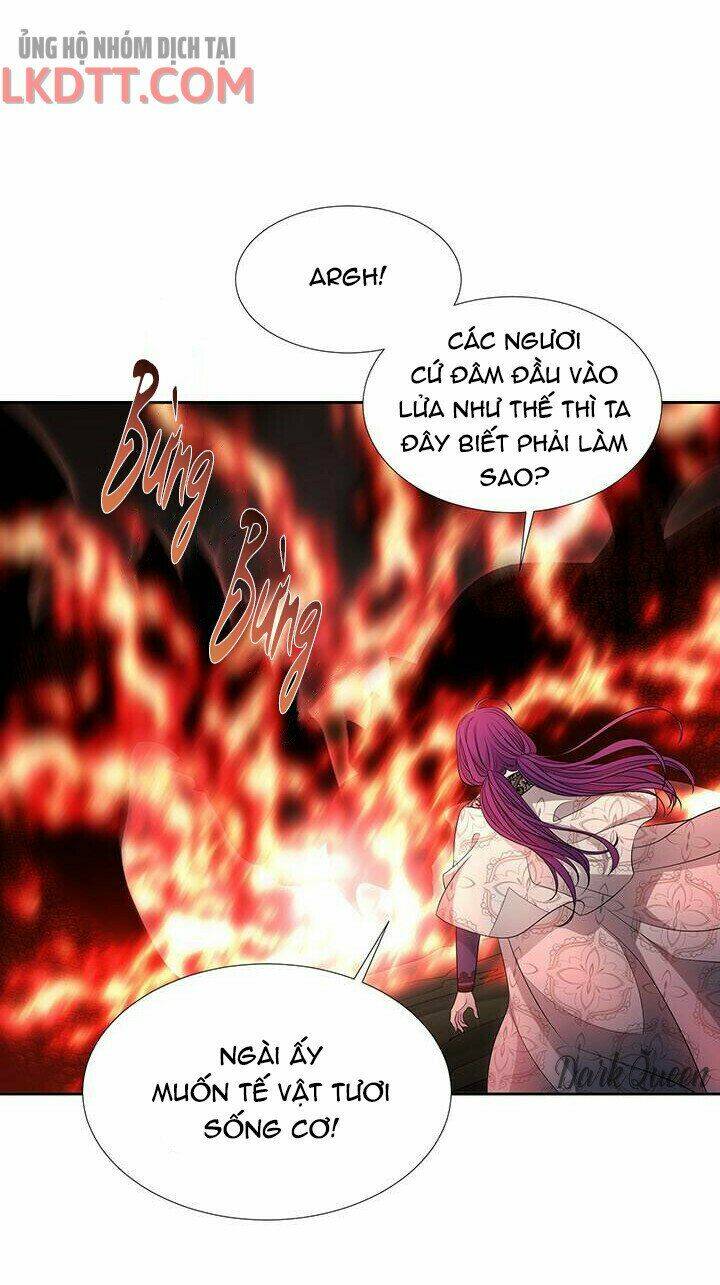 ỦNG HỘ NHÓM DỊCH TẠI
LKDTT.COM
ARGH!
CÁC NGƯƠI
CỨ ĐÂM ĐẦU VÀO
LỬA NHƯ THẾ THÌ TA
ĐÂY BIẾT PHẢI LÀM
SAO?
Bừng
Bừng
NGÀI ẤY
MUỐN TẾ VẬT TƯƠI
SỐNG CƠ!
Dark Queen